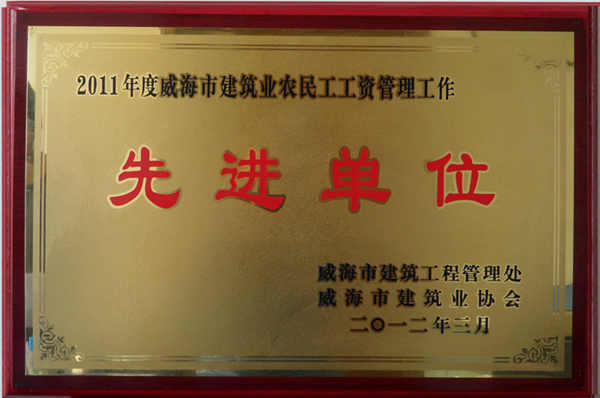 2011年度威海市建筑业农民工工资管理工作
先进单位
威海市建筑工程管理处
威海市建筑业协会
二〇一二年三月